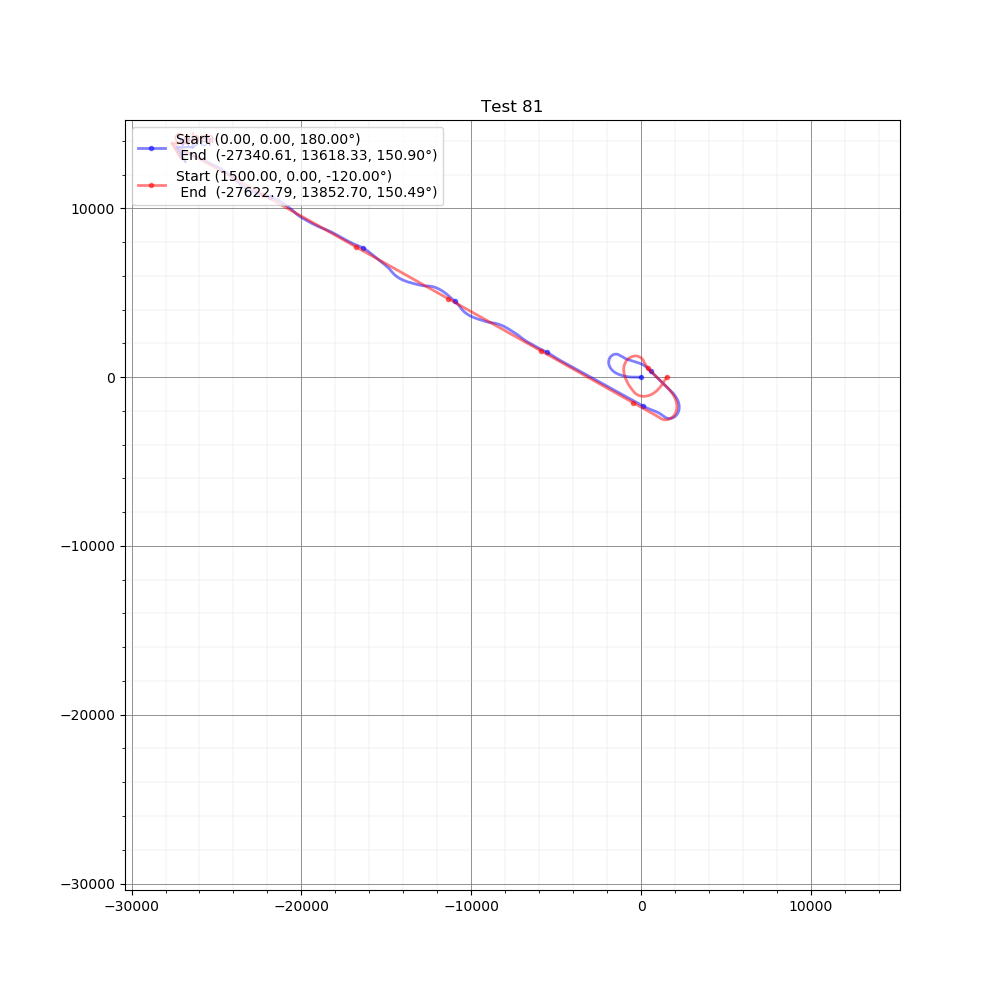 Test 81
Start (0.00, 0.00, 180.00°)
End (-27340.61, 13618.33, 150.90°)
Start (1500.00, 0.00, -120.00°)
End (-27622.79, 13852.70, 150.49°)
10000
0
−10000
−20000
−30000
−30000 −20000 −10000 0 10000